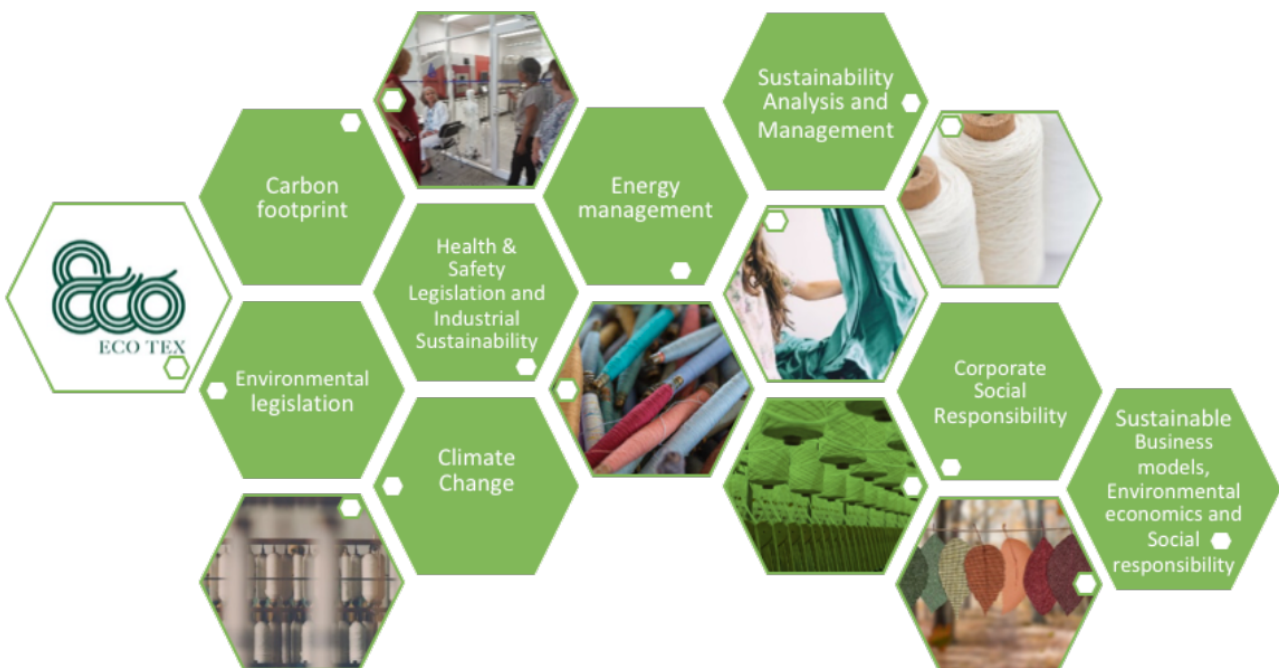 Eco
ECO TEX
Carbon
footprint
Environmental
legislation
Health &
Safety
Legislation and
Industrial
Sustainability
Climate
Change
Energy
management
Sustainability
Analysis and
Management
Corporate
Social
Responsibility
Sustainable
Business
models,
Environmental
economics and
Social
responsibility